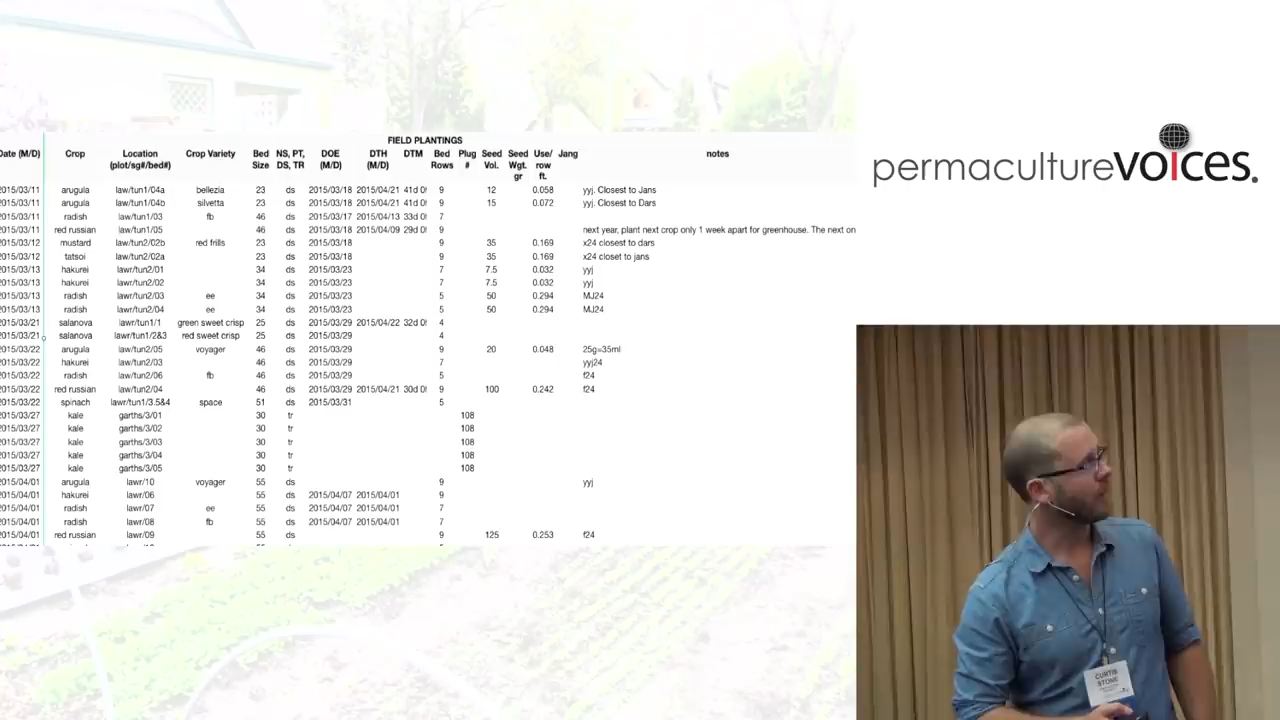 FIELD PLANTINGS
Date (M/D) Crop Location (plot/sg#/bed#) Crop Variety Bed Size NS, PT, DS, TR DOE (M/D) DTH (M/D) DTM Bed Rows Plug # Seed Vol. Seed Wgt. gr Use/ row ft. Jang notes
2015/03/11 arugula law/tun1/04a bellezia 23 ds 2015/03/18 2015/04/21 41d 9 12 0.058 yyj. Closest to Jans
2015/03/11 arugula law/tun1/04b silvetta 23 ds 2015/03/18 2015/04/21 41d 9 15 0.072 yyj. Closest to Dars
2015/03/11 radish law/tun1/03 fb 46 ds 2015/03/17 2015/04/13 33d 7
2015/03/11 red russian law/tun1/05 46 ds 2015/03/18 2015/04/09 29d 9 next year, plant next crop only 1 week apart for greenhouse. The next on
2015/03/12 mustard law/tun2/02b red frills 23 ds 2015/03/18 9 35 0.169 x24 closest to dars
2015/03/12 tatsoi law/tun2/02a 23 ds 2015/03/18 9 35 0.169 x24 closet to jans
2015/03/13 hakurei lawr/tun2/01 34 ds 2015/03/23 7 7.5 0.032 yyj
2015/03/13 hakurei lawr/tun2/02 34 ds 2015/03/23 7 7.5 0.032 yyj
2015/03/13 radish lawr/tun2/03 ee 34 ds 2015/03/23 5 50 0.294 MJ24
2015/03/13 radish lawr/tun2/04 ee 34 ds 2015/03/23 5 50 0.294 MJ24
2015/03/21 salanova lawr/tun1/1 green sweet crisp 25 ds 2015/03/29 2015/04/22 32d 4
2015/03/21 salanova lawr/tun1/2&3 red sweet crisp 25 ds 2015/03/29 4
2015/03/22 arugula law/tun2/05 voyager 46 ds 2015/03/29 9 20 0.048 25g=35ml
2015/03/22 hakurei law/tun2/03 46 ds 2015/03/29 7 yyj24
2015/03/22 radish law/tun2/06 fb 46 ds 2015/03/29 5 f24
2015/03/22 red russian law/tun2/04 46 ds 2015/03/29 2015/04/21 30d 9 100 0.242 f24
2015/03/22 spinach lawr/tun1/3.5&4 space 51 ds 2015/03/31 5
2015/03/27 kale garths/3/01 30 tr 108
2015/03/27 kale garths/3/02 30 tr 108
2015/03/27 kale garths/3/03 30 tr 108
2015/03/27 kale garths/3/04 30 tr 108
2015/03/27 kale garths/3/05 30 tr 108
2015/04/01 arugula lawr/10 voyager 55 ds 9 yyj
2015/04/01 hakurei lawr/06 55 ds 2015/04/07 2015/04/01 9
2015/04/01 radish lawr/07 ee 55 ds 2015/04/07 2015/04/01 7
2015/04/01 radish lawr/08 fb 55 ds 2015/04/07 2015/04/01 7
2015/04/01 red russian lawr/09 55 ds 9 125 0.253 f24
permaculturevoices.
CURTIS
STONE